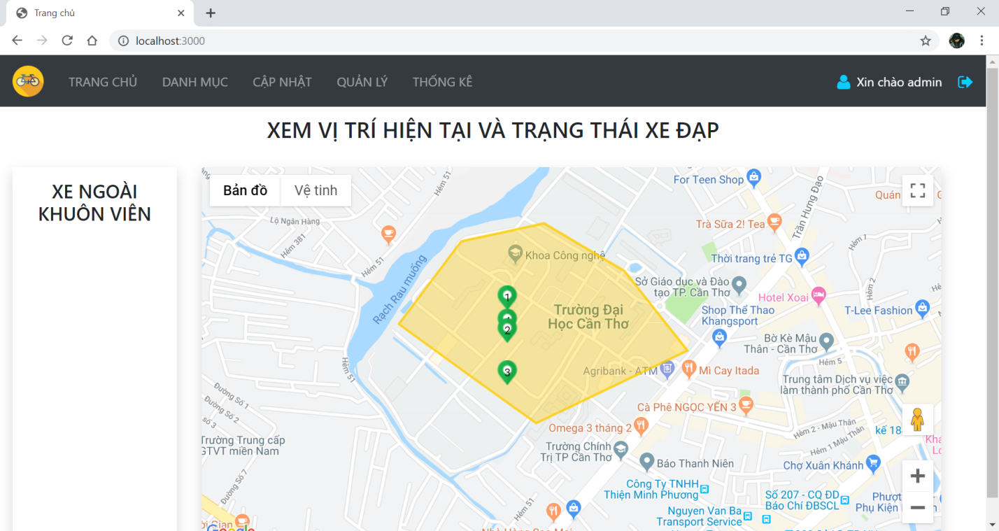 Trang chủ
localhost:3000
TRANG CHỦ
DANH MỤC
CẬP NHẬT
QUẢN LÝ
THỐNG KÊ
Xin chào admin
XEM VỊ TRÍ HIỆN TẠI VÀ TRẠNG THÁI XE ĐẠP
XE NGOÀI
KHUÔN VIÊN
Bản đồ
Vệ tinh
Hẻm 51
For Teen Shop
Quán
Lộ Ngân Hàng
Trà Sữa 2! Tea
Trần Hưng Đạo
Hẻm 381
Hẻm 51
Hẻm 1
Khoa Công nghệ
Thời trang trẻ TG
Rạch Rau muống
Sở Giáo dục và Đào
tạo TP. Cần Thơ
Hẻm 2
Hotel Xoai
1
2
3
Trường Đại
Học Cần Thơ
Shop Thể Thao
Khangsport
T-Lee Fashion
Bờ Kè Mậu
Thân - Cần Thơ
Hẻm 51
Hẻm 5
Agribank - ATM
Mì Cay Itada
Trung tâm Dịch vụ việc
làm thành phố Cần Thơ
Đường Số 1
Đường Số 2
số 3
Cà Phê NGỌC YẾN 3
Omega 3 tháng 2
Hẻm 2 - Mậu Thân
Hẻm 1 Mậu Thân
kế 18
Trường Trung cấp
GTVT miền Nam
Trường Chính
Trị TP Cần Thơ
Báo Thanh Niên
Chợ Xuân Khánh
Đường Số 7
Công Ty TNHH
Thiện Minh Phương
Số 207 - CQ ĐD
Báo Chí ĐBSCL
Phượt
Phụ Kiện
Hẻm 51
Nguyen Van Ba
Transport Service
Google